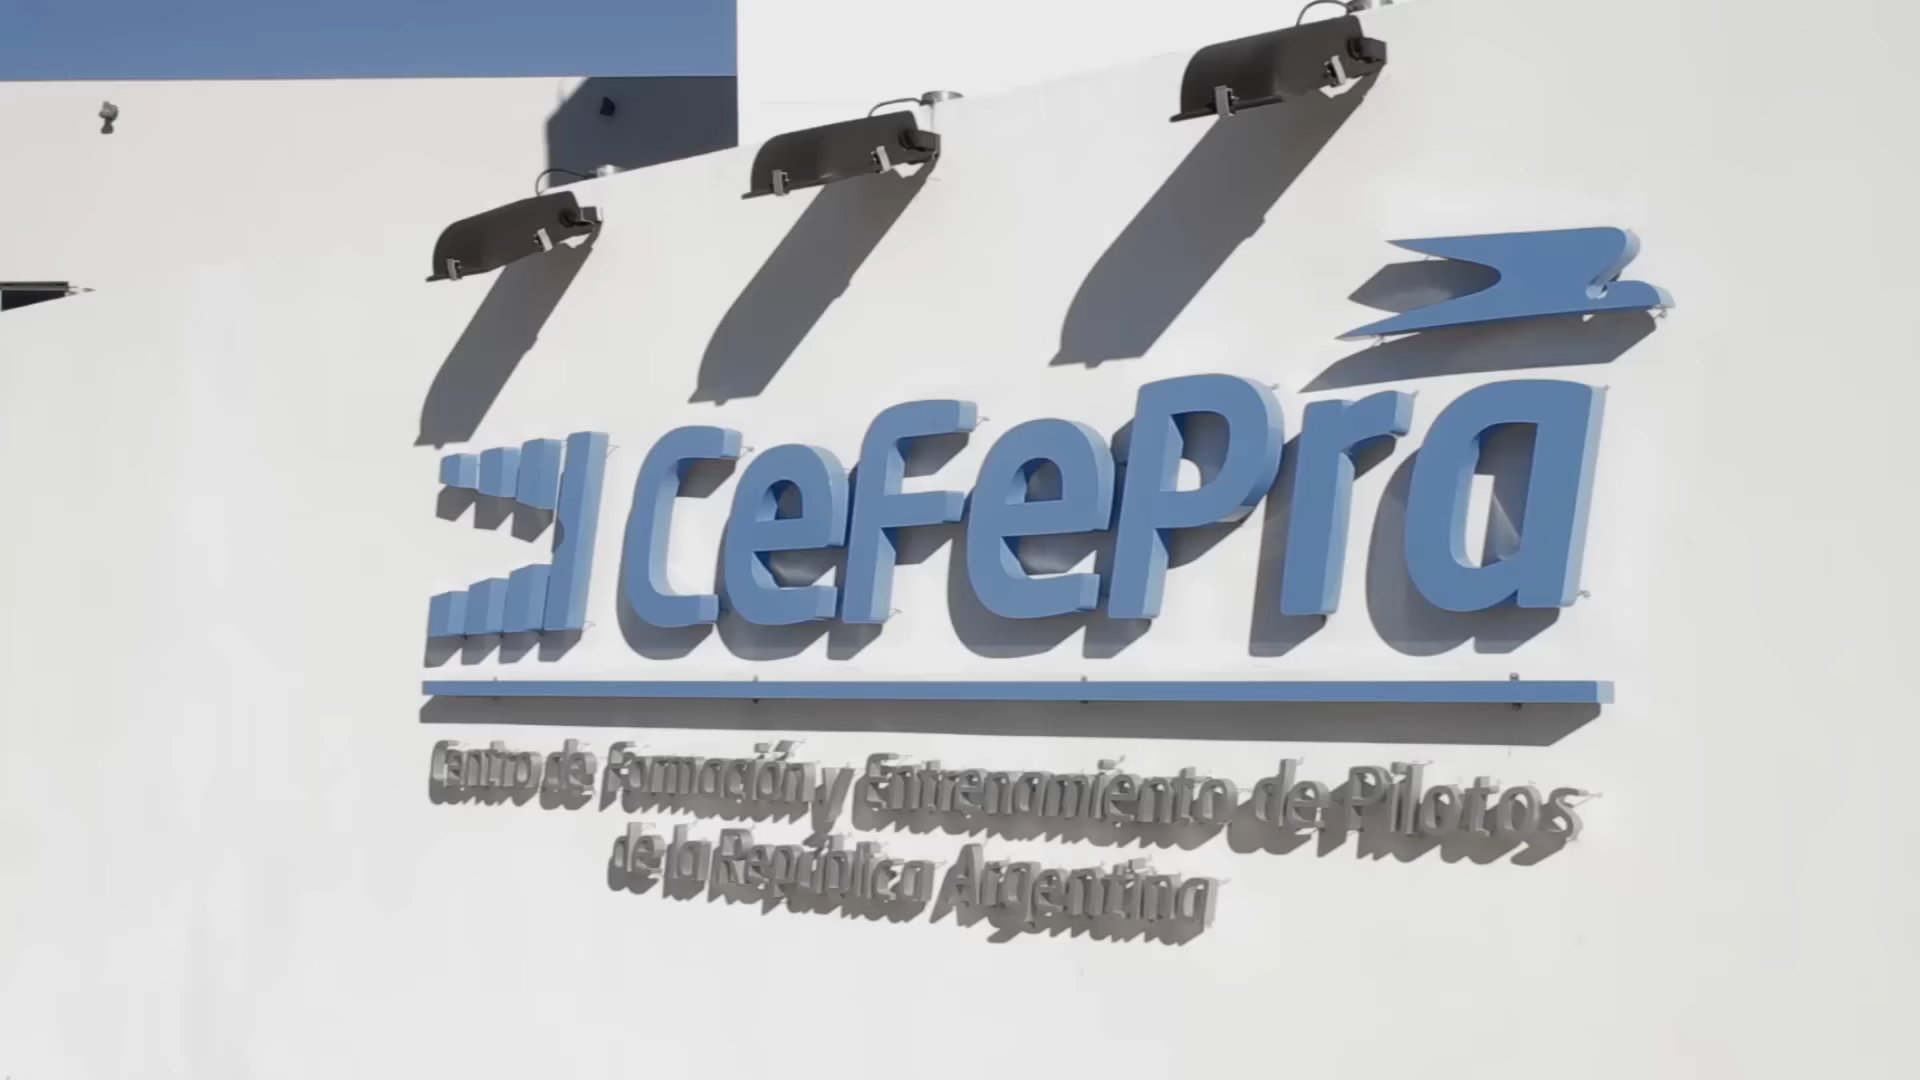 CeFePra
Centro de Formación y Entrenamiento de Pilotos
de la República Argentina